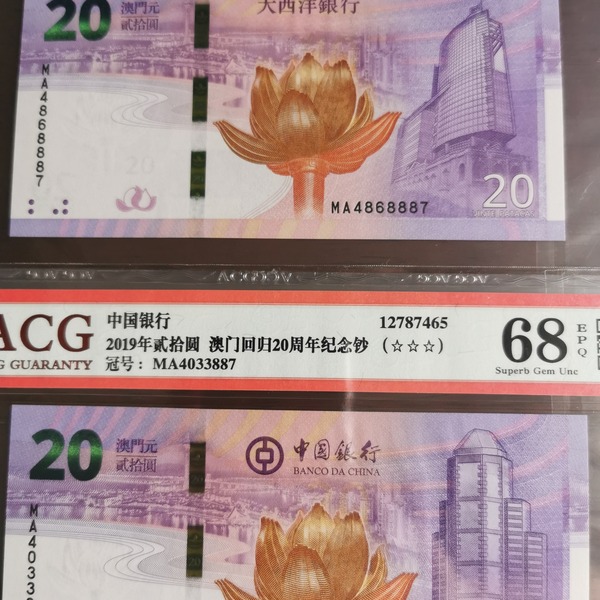 20 澳門元
貳拾圓
大西洋銀行
MA4868887
20
MA4868887
20
ACG
中国银行
12787465
2019年贰拾圆 澳门回归20周年纪念钞 (☆☆☆)
冠号: MA4033887
GUARANTY
68
EPQ
Superb Gem Unc
20 澳門元
貳拾圓
中國銀行
BANCO DA CHINA